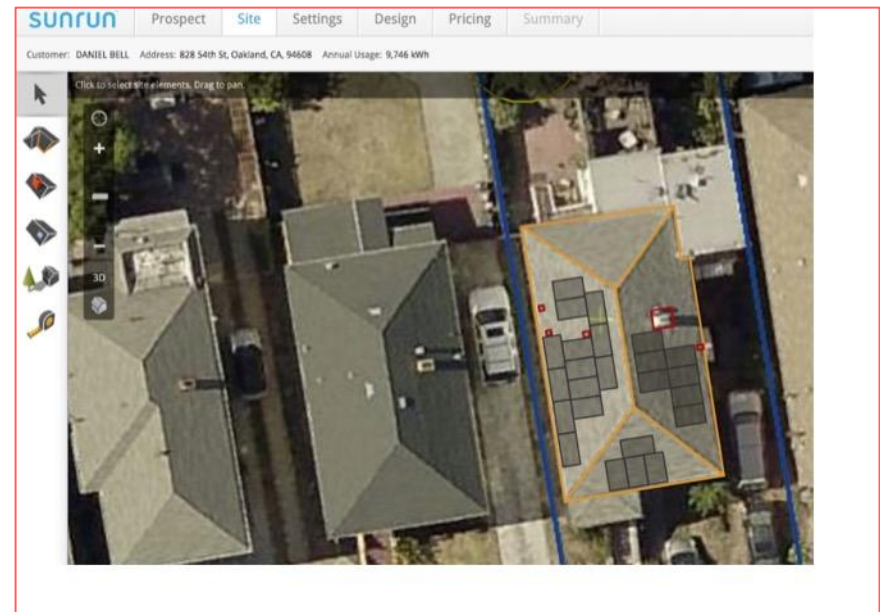 sunrun Prospect Site Settings Design Pricing Summary
Customer: DANIEL BELL Address: 828 54th St, Oakland, CA, 94608 Annual Usage: 9,746 kWh
Click to select site elements. Drag to pan.
3D